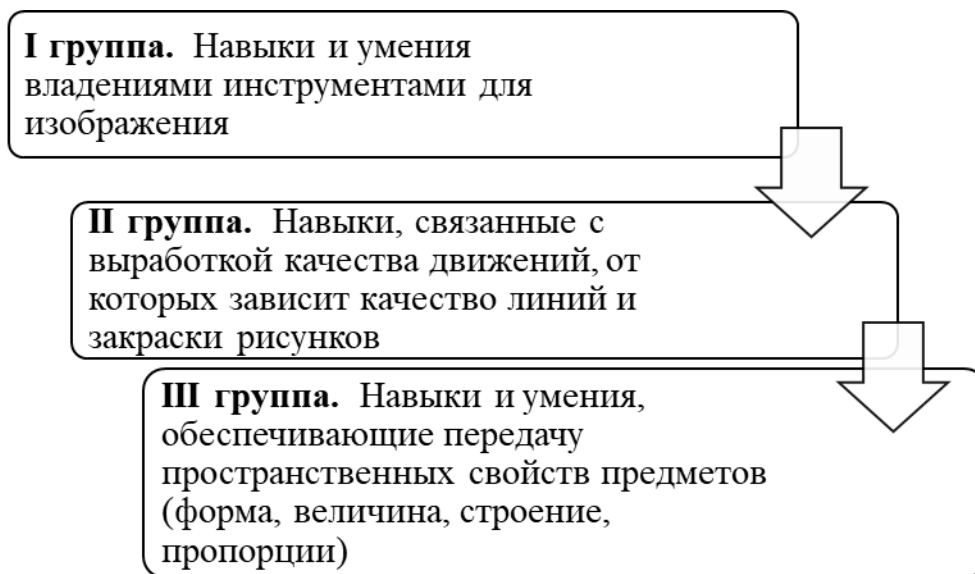 I группа. Навыки и умения
владениями инструментами для
изображения
II группа. Навыки, связанные с
выработкой качества движений, от
которых зависит качество линий и
закраски рисунков
III группа. Навыки и умения,
обеспечивающие передачу
пространственных свойств предметов
(форма, величина, строение,
пропорции)